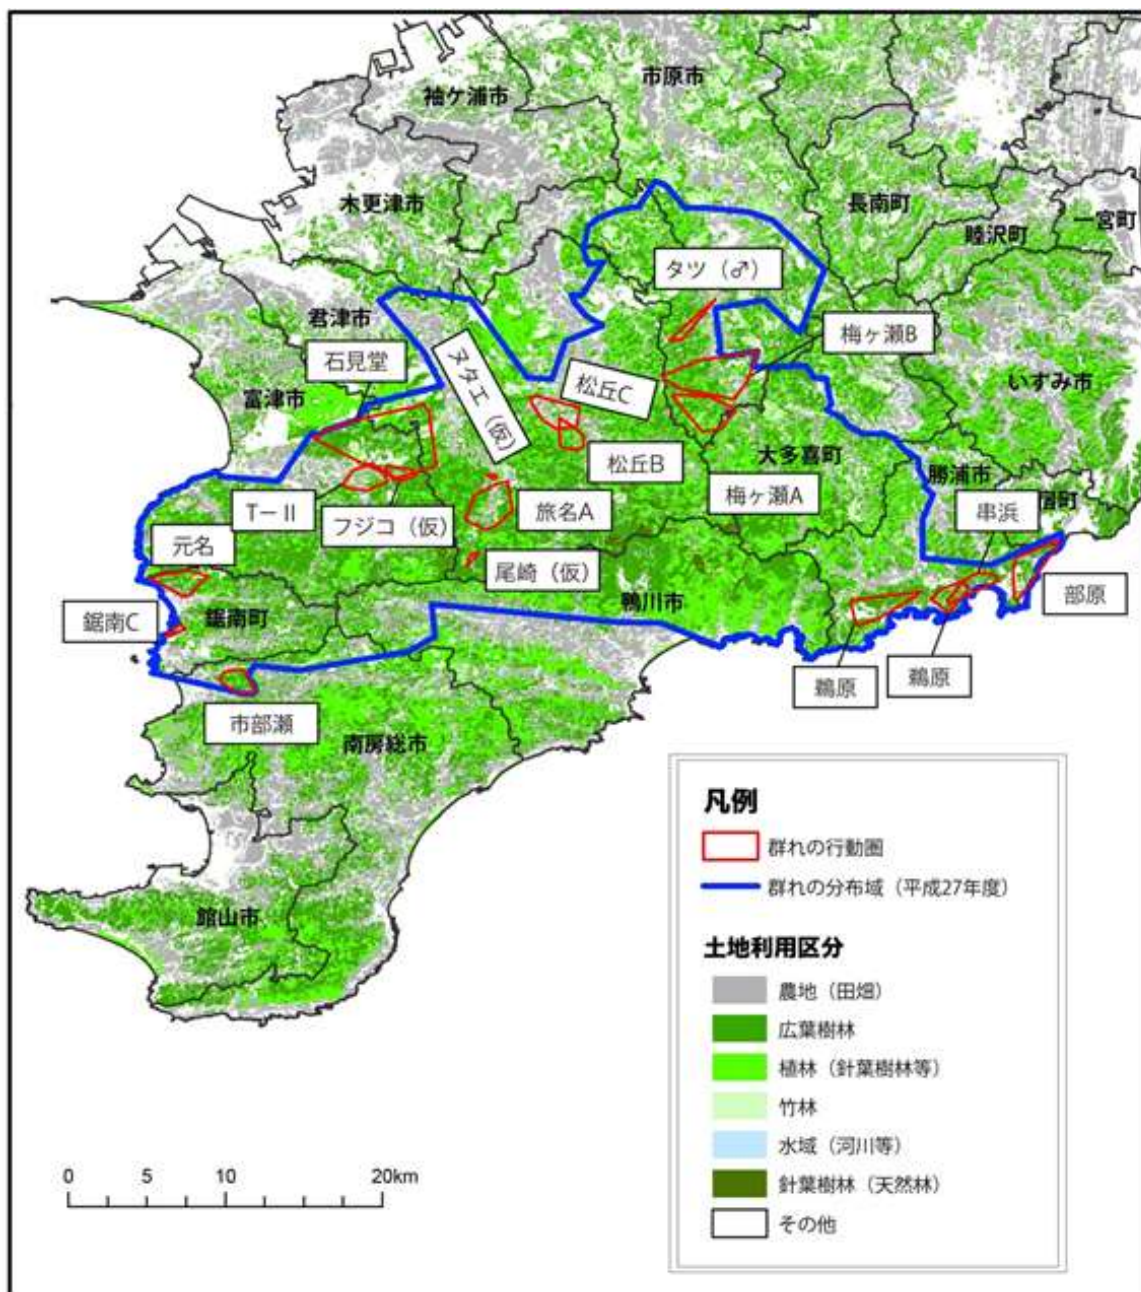 市原市
袖ケ浦市
木更津市
長南町
一宮町
睦沢町
タツ（♂）
君津市
梅ヶ瀬B
石見堂
ヌタエ（仮）
松丘C
いすみ市
富津市
松丘B
大多喜町
勝浦市
T－II
フジコ（仮）
旅名A
梅ヶ瀬A
串浜
宿町
元名
尾崎（仮）
部原
鋸南C
鋸南町
鴨川市
鵜原
鵜原
市部瀬
南房総市
館山市
凡例
群れの行動圏
群れの分布域（平成27年度）
土地利用区分
農地（田畑）
広葉樹林
植林（針葉樹林等）
竹林
水域（河川等）
針葉樹林（天然林）
その他
0 5 10 20km